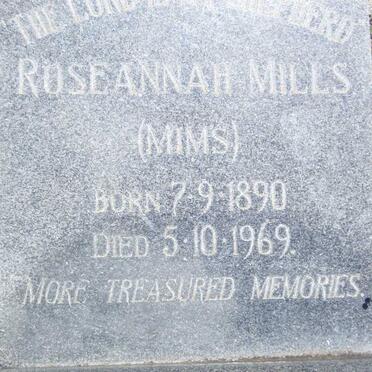 "THE LORD IS MY SHEPHERD"
ROSEANNAH MILLS
(MIMS)
BORN 7·9·1890
DIED 5·10·1969.
"MORE TREASURED MEMORIES.